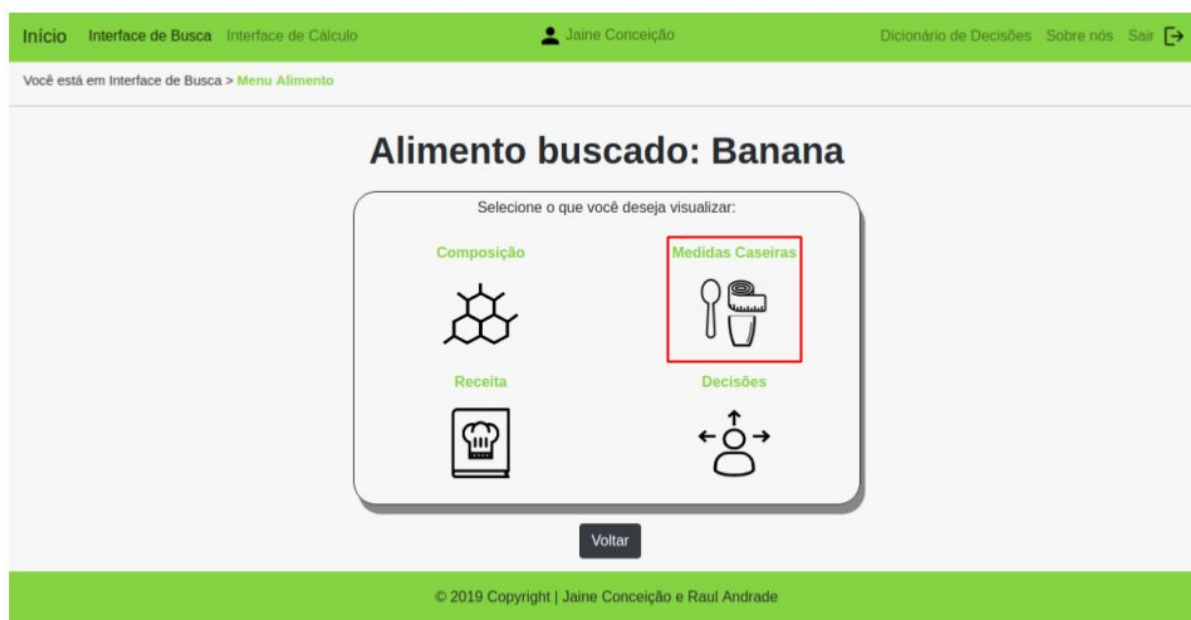 Início Interface de Busca Interface de Cálculo Jaine Conceição Dicionário de Decisões Sobre nós Sair
Você está em Interface de Busca > Menu Alimento
Alimento buscado: Banana
Selecione o que você deseja visualizar:
Composição Medidas Caseiras
Receita Decisões
Voltar
© 2019 Copyright | Jaine Conceição e Raul Andrade